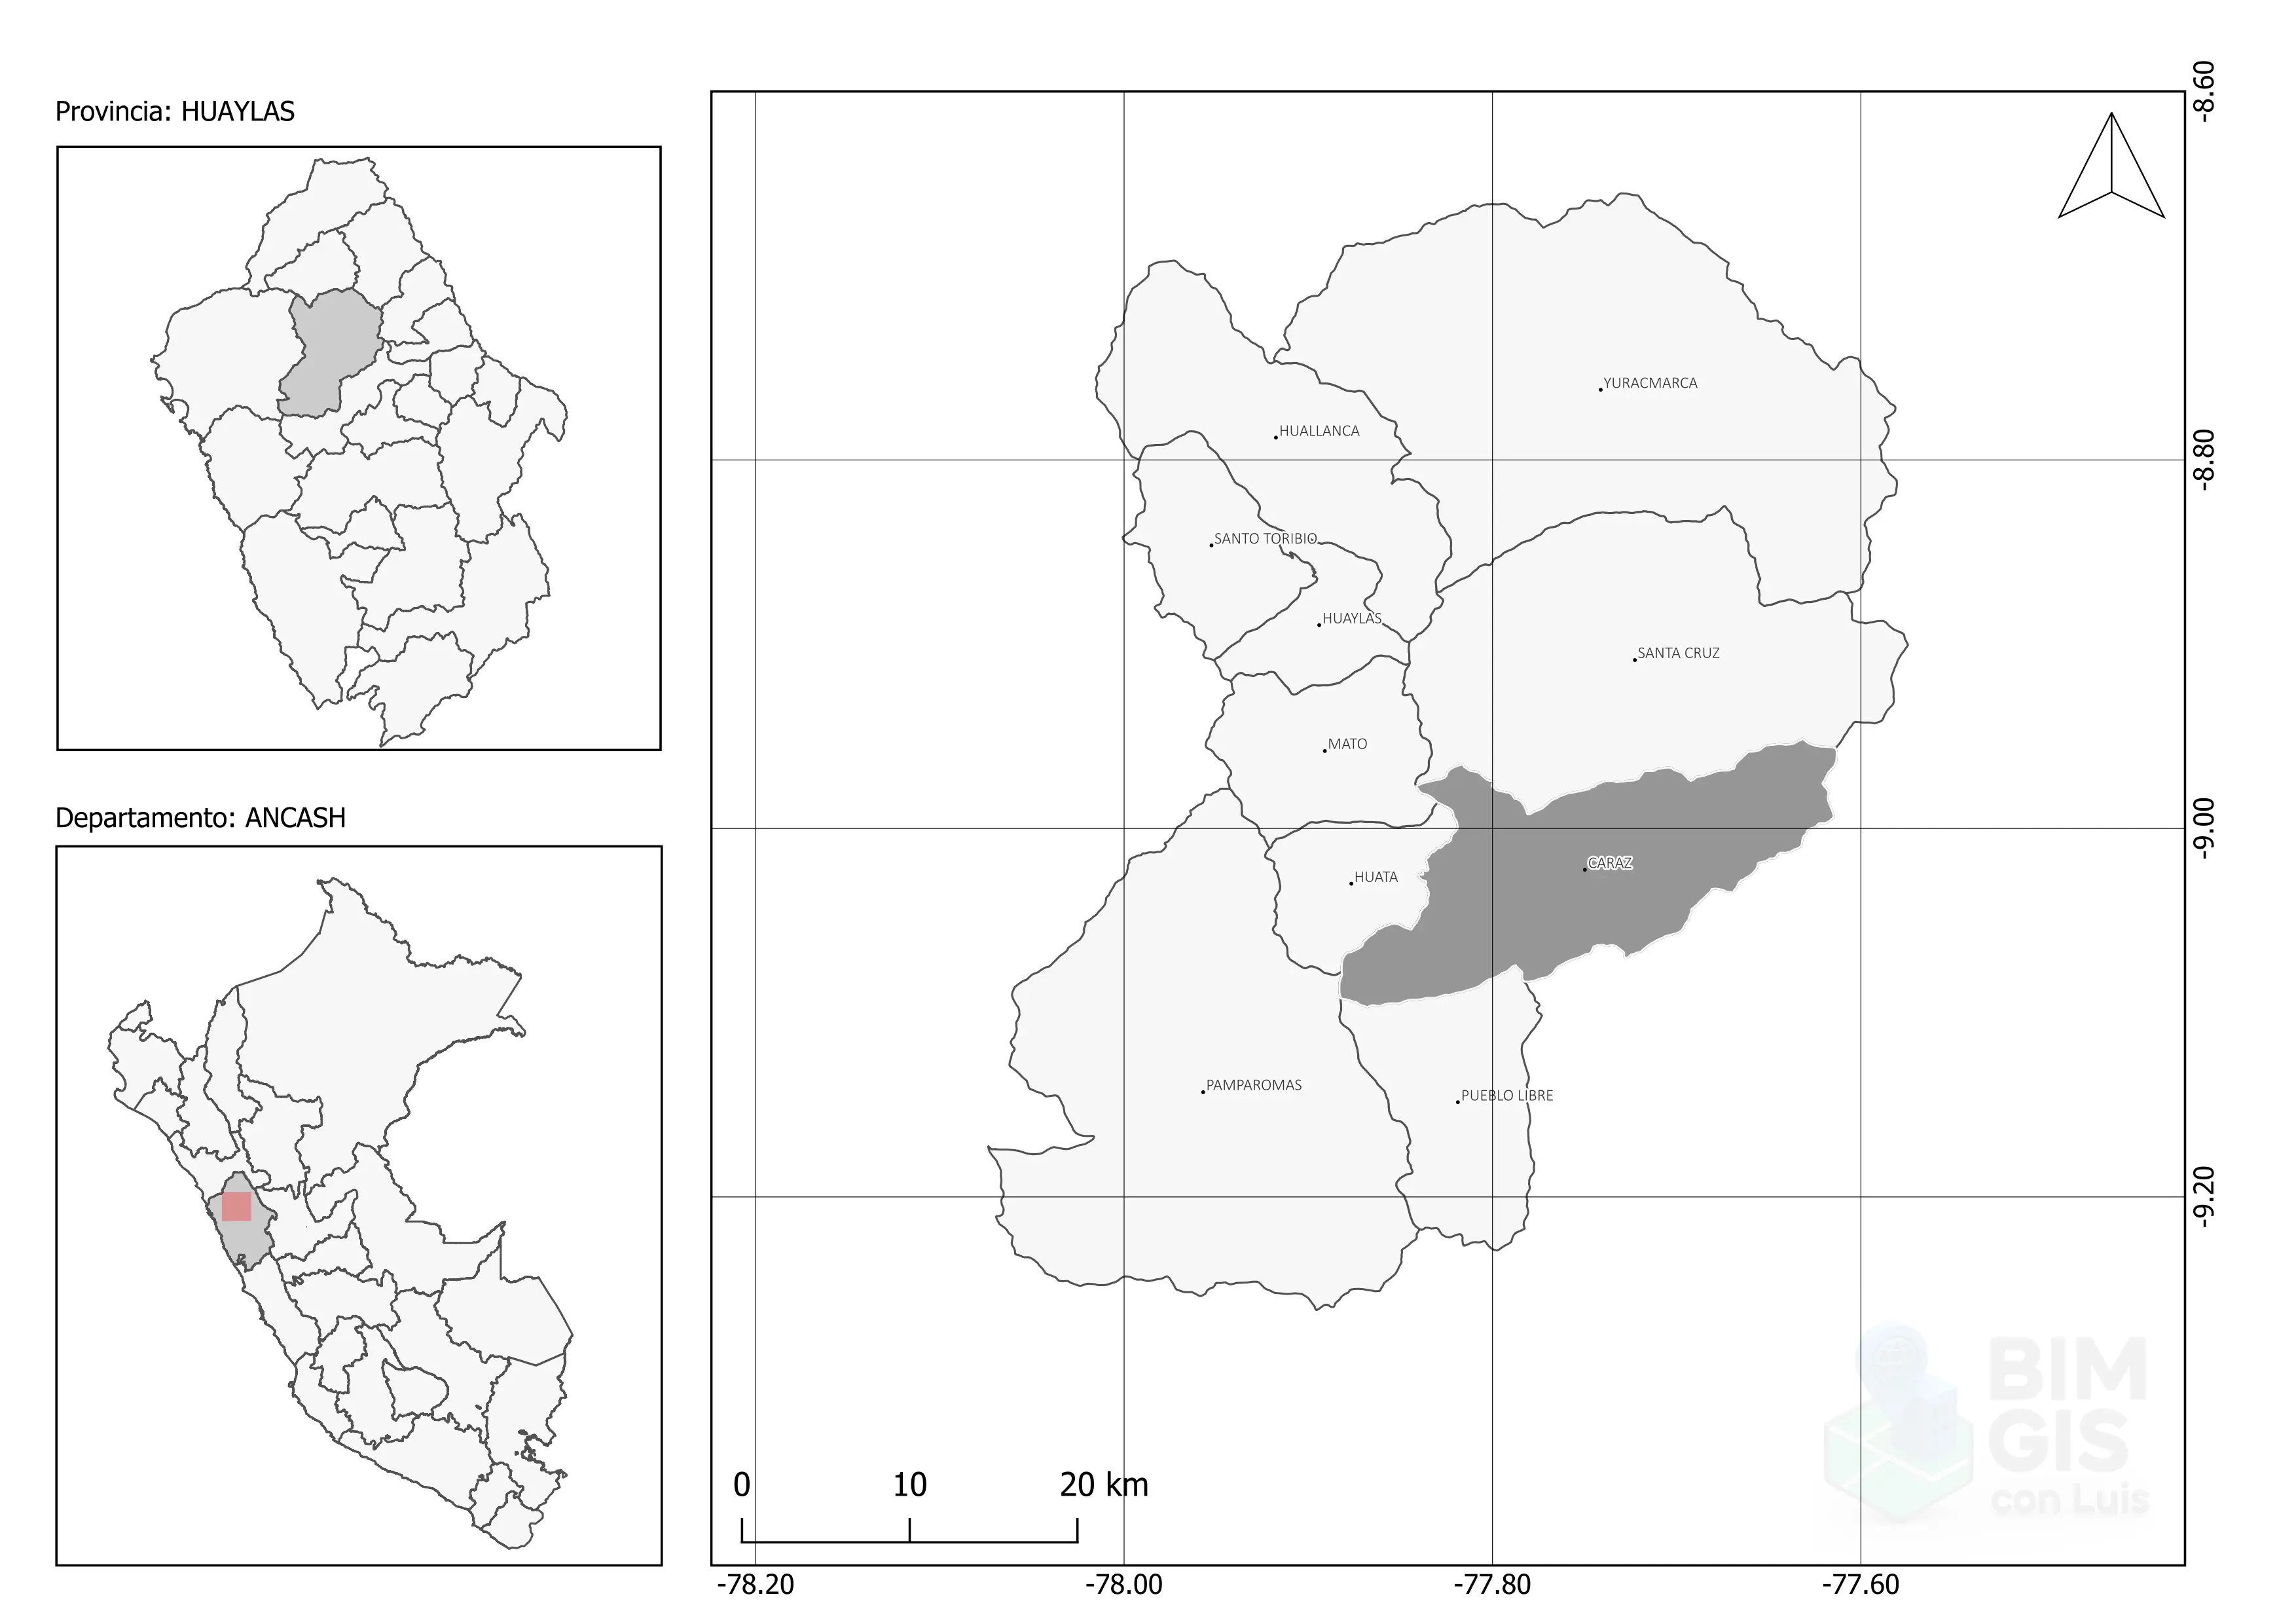 Provincia: HUAYLAS
Departamento: ANCASH
-8.60
YURACMARCA
HUALLANCA
-8.80
SANTO TORIBIO
HUAYLAS
SANTA CRUZ
MATO
-9.00
CARAZ
HUATA
PAMPAROMAS
PUEBLO LIBRE
-9.20
BIM
GIS
con Luis
0 10 20 km
-78.20 -78.00 -77.80 -77.60